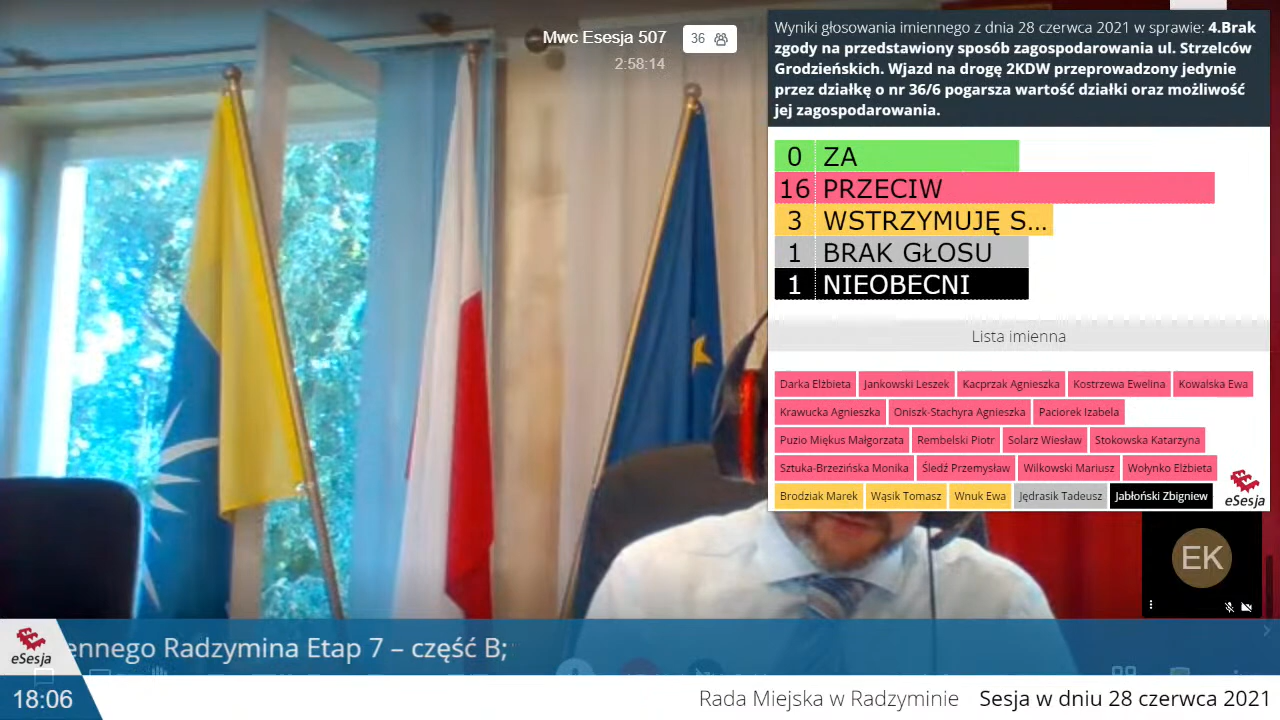 Mwc Esesja 507
36
2:58:14
Wyniki głosowania imiennego z dnia 28 czerwca 2021 w sprawie: 4.Brak
zgody na przedstawiony sposób zagospodarowania ul. Strzelców
Grodzieńskich. Wjazd na drogę 2KDW przeprowadzony jedynie
przez działkę o nr 36/6 pogarsza wartość działki oraz możliwość
jej zagospodarowania.
0 ZA
16 PRZECIW
3 WSTRZYMUJĘ S...
1 BRAK GŁOSU
1 NIEOBECNI
Lista imienna
Darka Elżbieta Jankowski Leszek Kacprzak Agnieszka Kostrzewa Ewelina Kowalska Ewa
Krawucka Agnieszka Oniszk-Stachyra Agnieszka Paciorek Izabela
Puzio Miękus Małgorzata Rembelski Piotr Solarz Wiesław Stokowska Katarzyna
Sztuka-Brzezińska Monika Śledź Przemysław Wilkowski Mariusz Wołynko Elżbieta
Brodziak Marek Wąsik Tomasz Wnuk Ewa Jędrasik Tadeusz Jabłoński Zbigniew
eSesja
EK
eSesja
ennego Radzymina Etap 7 – część B;
18:06
Rada Miejska w Radzyminie Sesja w dniu 28 czerwca 2021